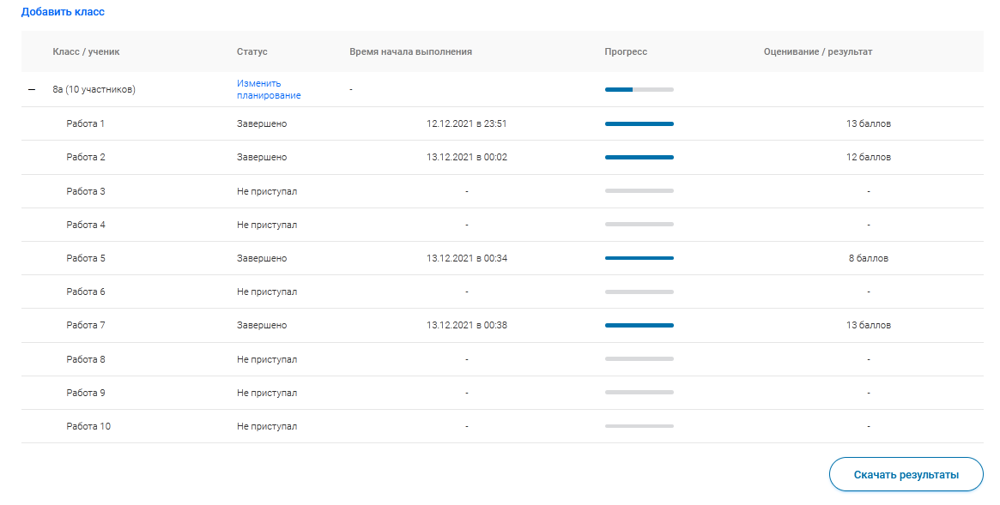 Добавить класс
Класс / ученик Статус Время начала выполнения Прогресс Оценивание / результат
8а (10 участников) Изменить планирование -
Работа 1 Завершено 12.12.2021 в 23:51 13 баллов
Работа 2 Завершено 13.12.2021 в 00:02 12 баллов
Работа 3 Не приступал - -
Работа 4 Не приступал - -
Работа 5 Завершено 13.12.2021 в 00:34 8 баллов
Работа 6 Не приступал - -
Работа 7 Завершено 13.12.2021 в 00:38 13 баллов
Работа 8 Не приступал - -
Работа 9 Не приступал - -
Работа 10 Не приступал - -
Скачать результаты